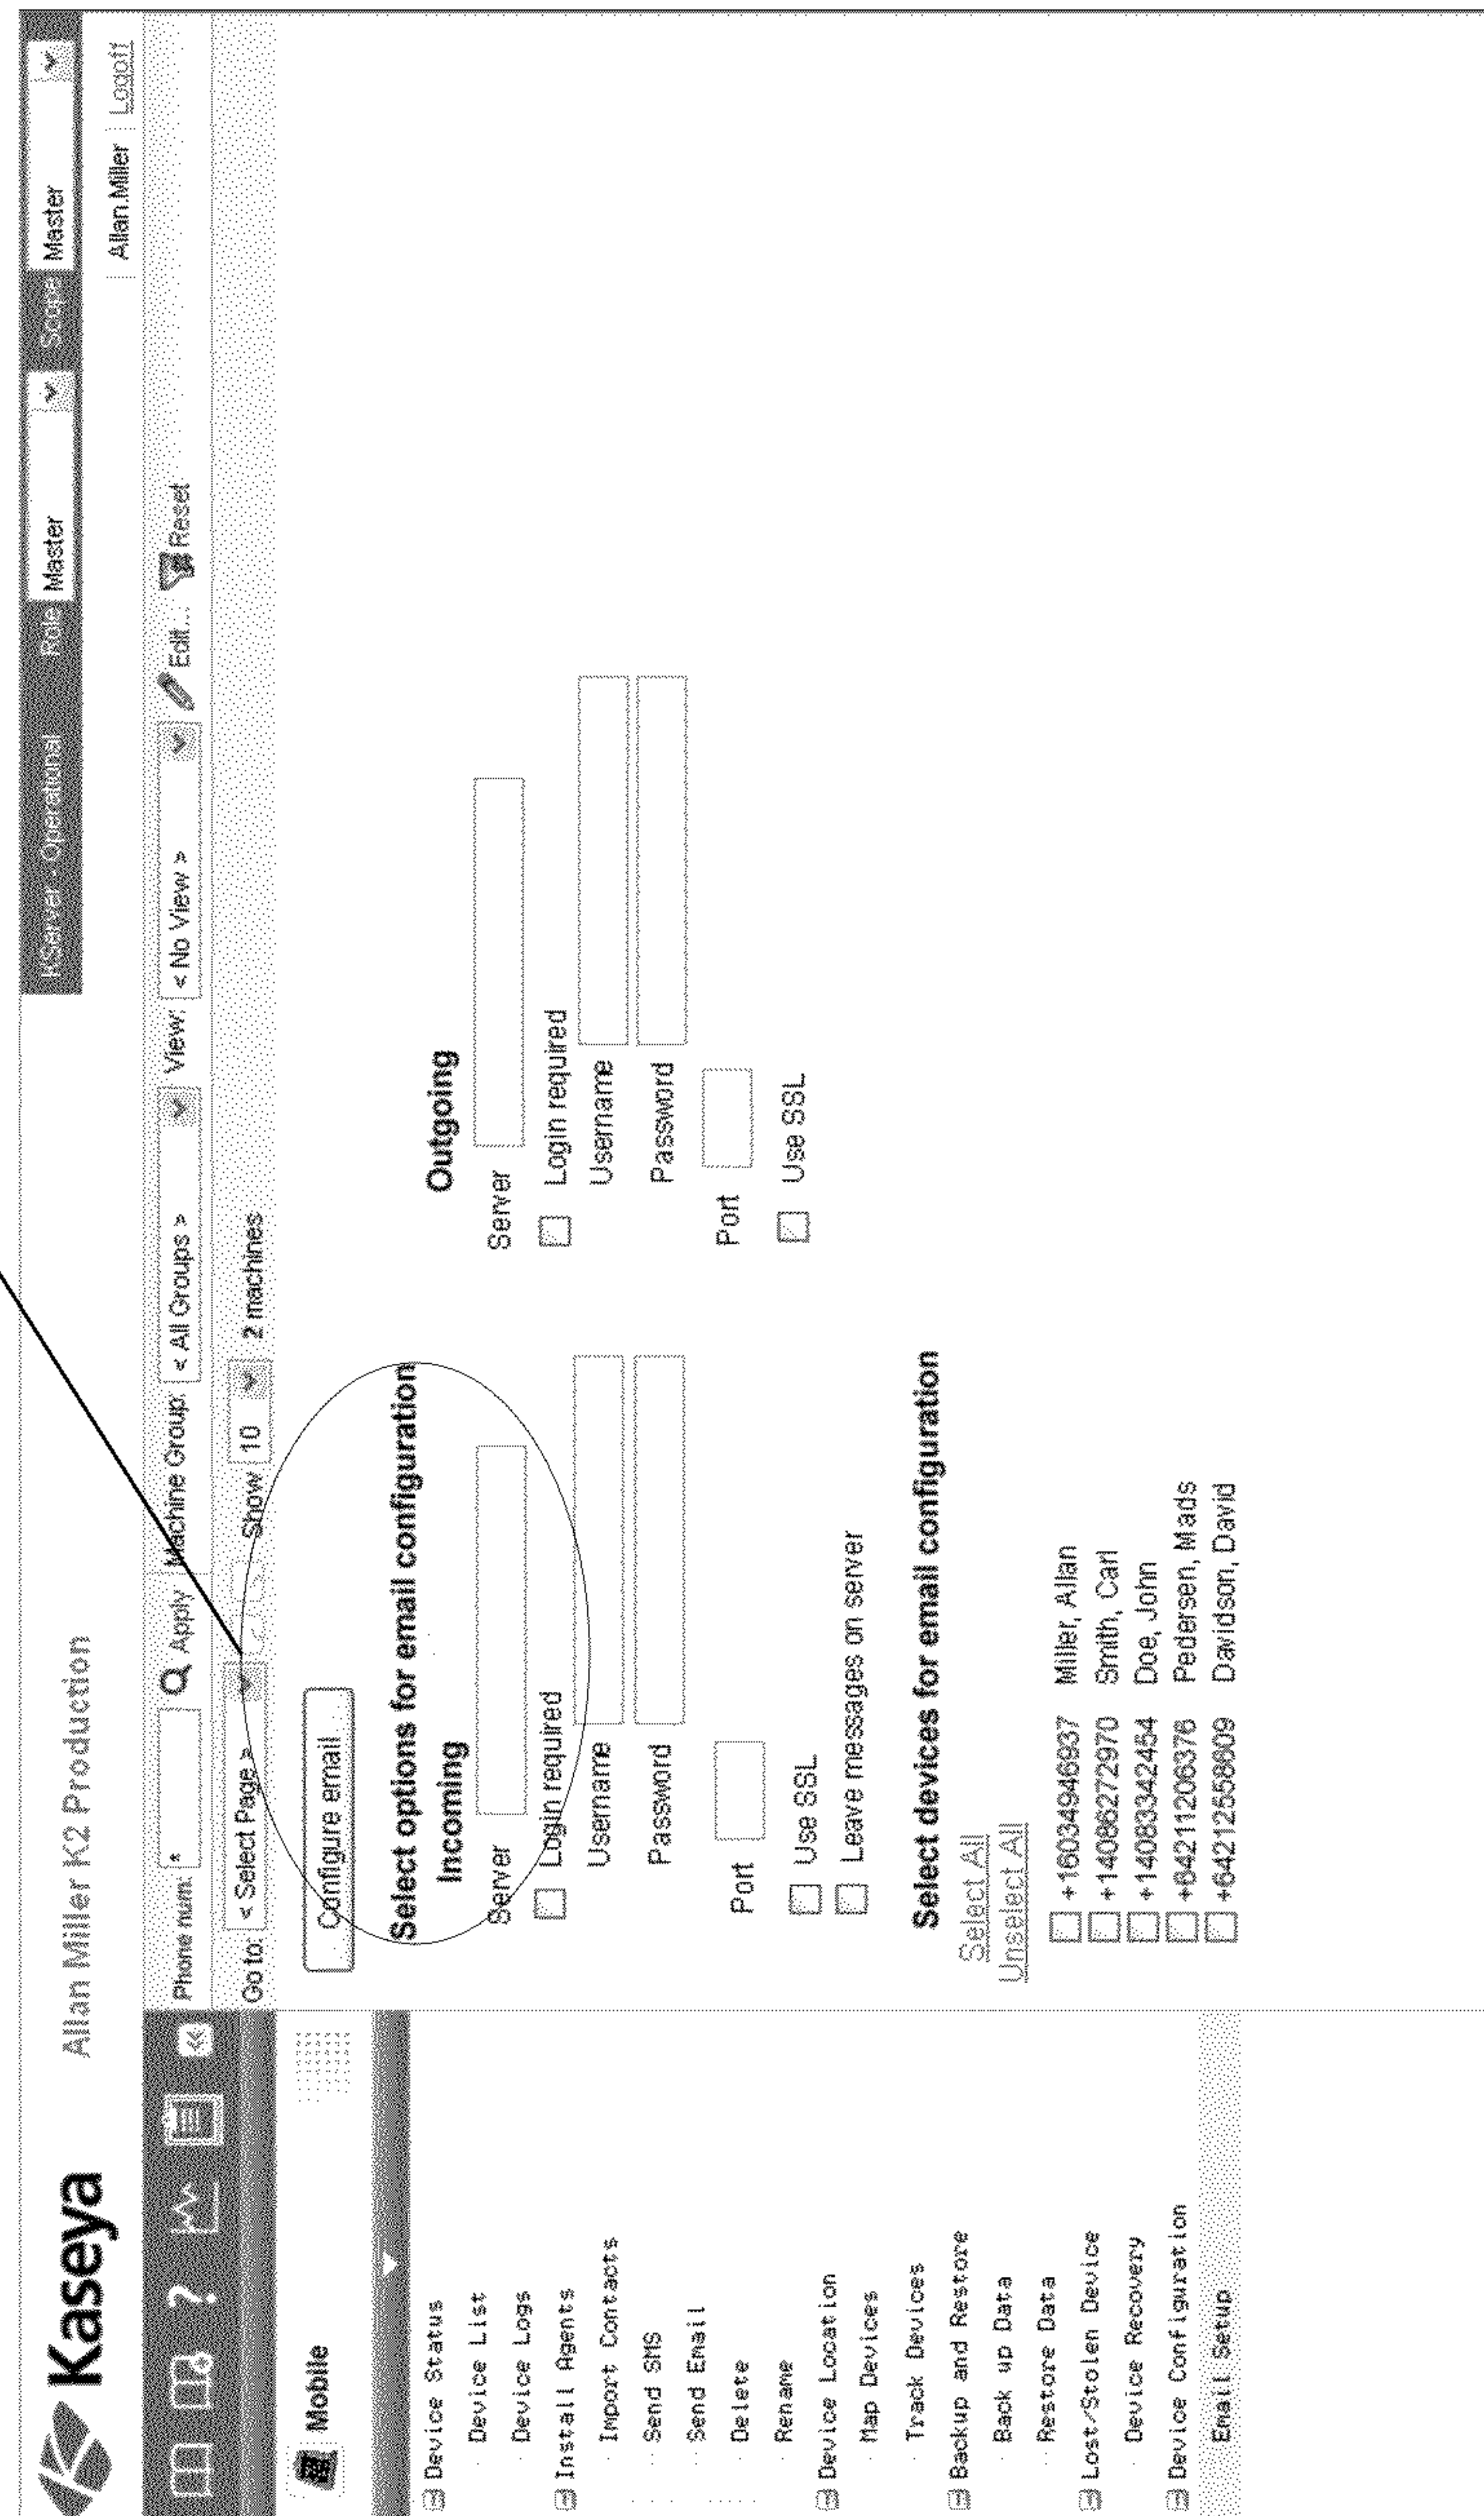 Kaseya
Allan Miller K2 Production
KServer - Operational Role Master Scope Master
Allan.Miller Logoff
Phone num: * Apply Machine Group: < All Groups > View: < No View > Edit... Reset
Go to: < Select Page > Show 10 2 machines
Mobile
Device Status
Device List
Device Logs
Install Agents
Import Contacts
Send SMS
Send Email
Delete
Rename
Device Location
Map Devices
Track Devices
Backup and Restore
Back up Data
Restore Data
Lost/Stolen Device
Device Recovery
Device Configuration
Email Setup
Configure email
Select options for email configuration
Incoming
Server
Login required
Username
Password
Port
Use SSL
Leave messages on server
Outgoing
Server
Login required
Username
Password
Port
Use SSL
Select devices for email configuration
Select All
Unselect All
+16034946937 Miller, Allan
+14086272970 Smith, Carl
+14083342454 Doe, John
+64211206376 Pedersen, Mads
+64212558609 Davidson, David